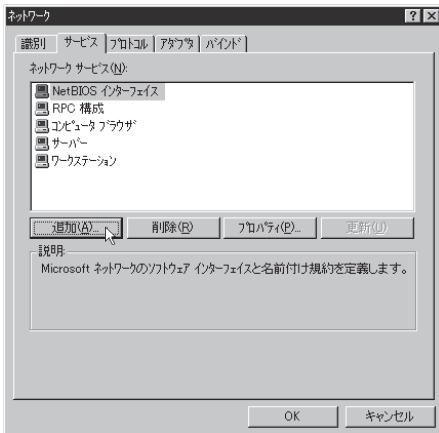 ネットワーク
識別 サービス プロトコル アダプタ バインド
ネットワーク サービス(N):
NetBIOS インターフェイス
RPC 構成
コンピュータ ブラウザ
サーバー
ワークステーション
追加(A)... 削除(R) プロパティ(P)... 更新(U)
説明:
Microsoft ネットワークのソフトウェア インターフェイスと名前付け規約を定義します。
OK キャンセル